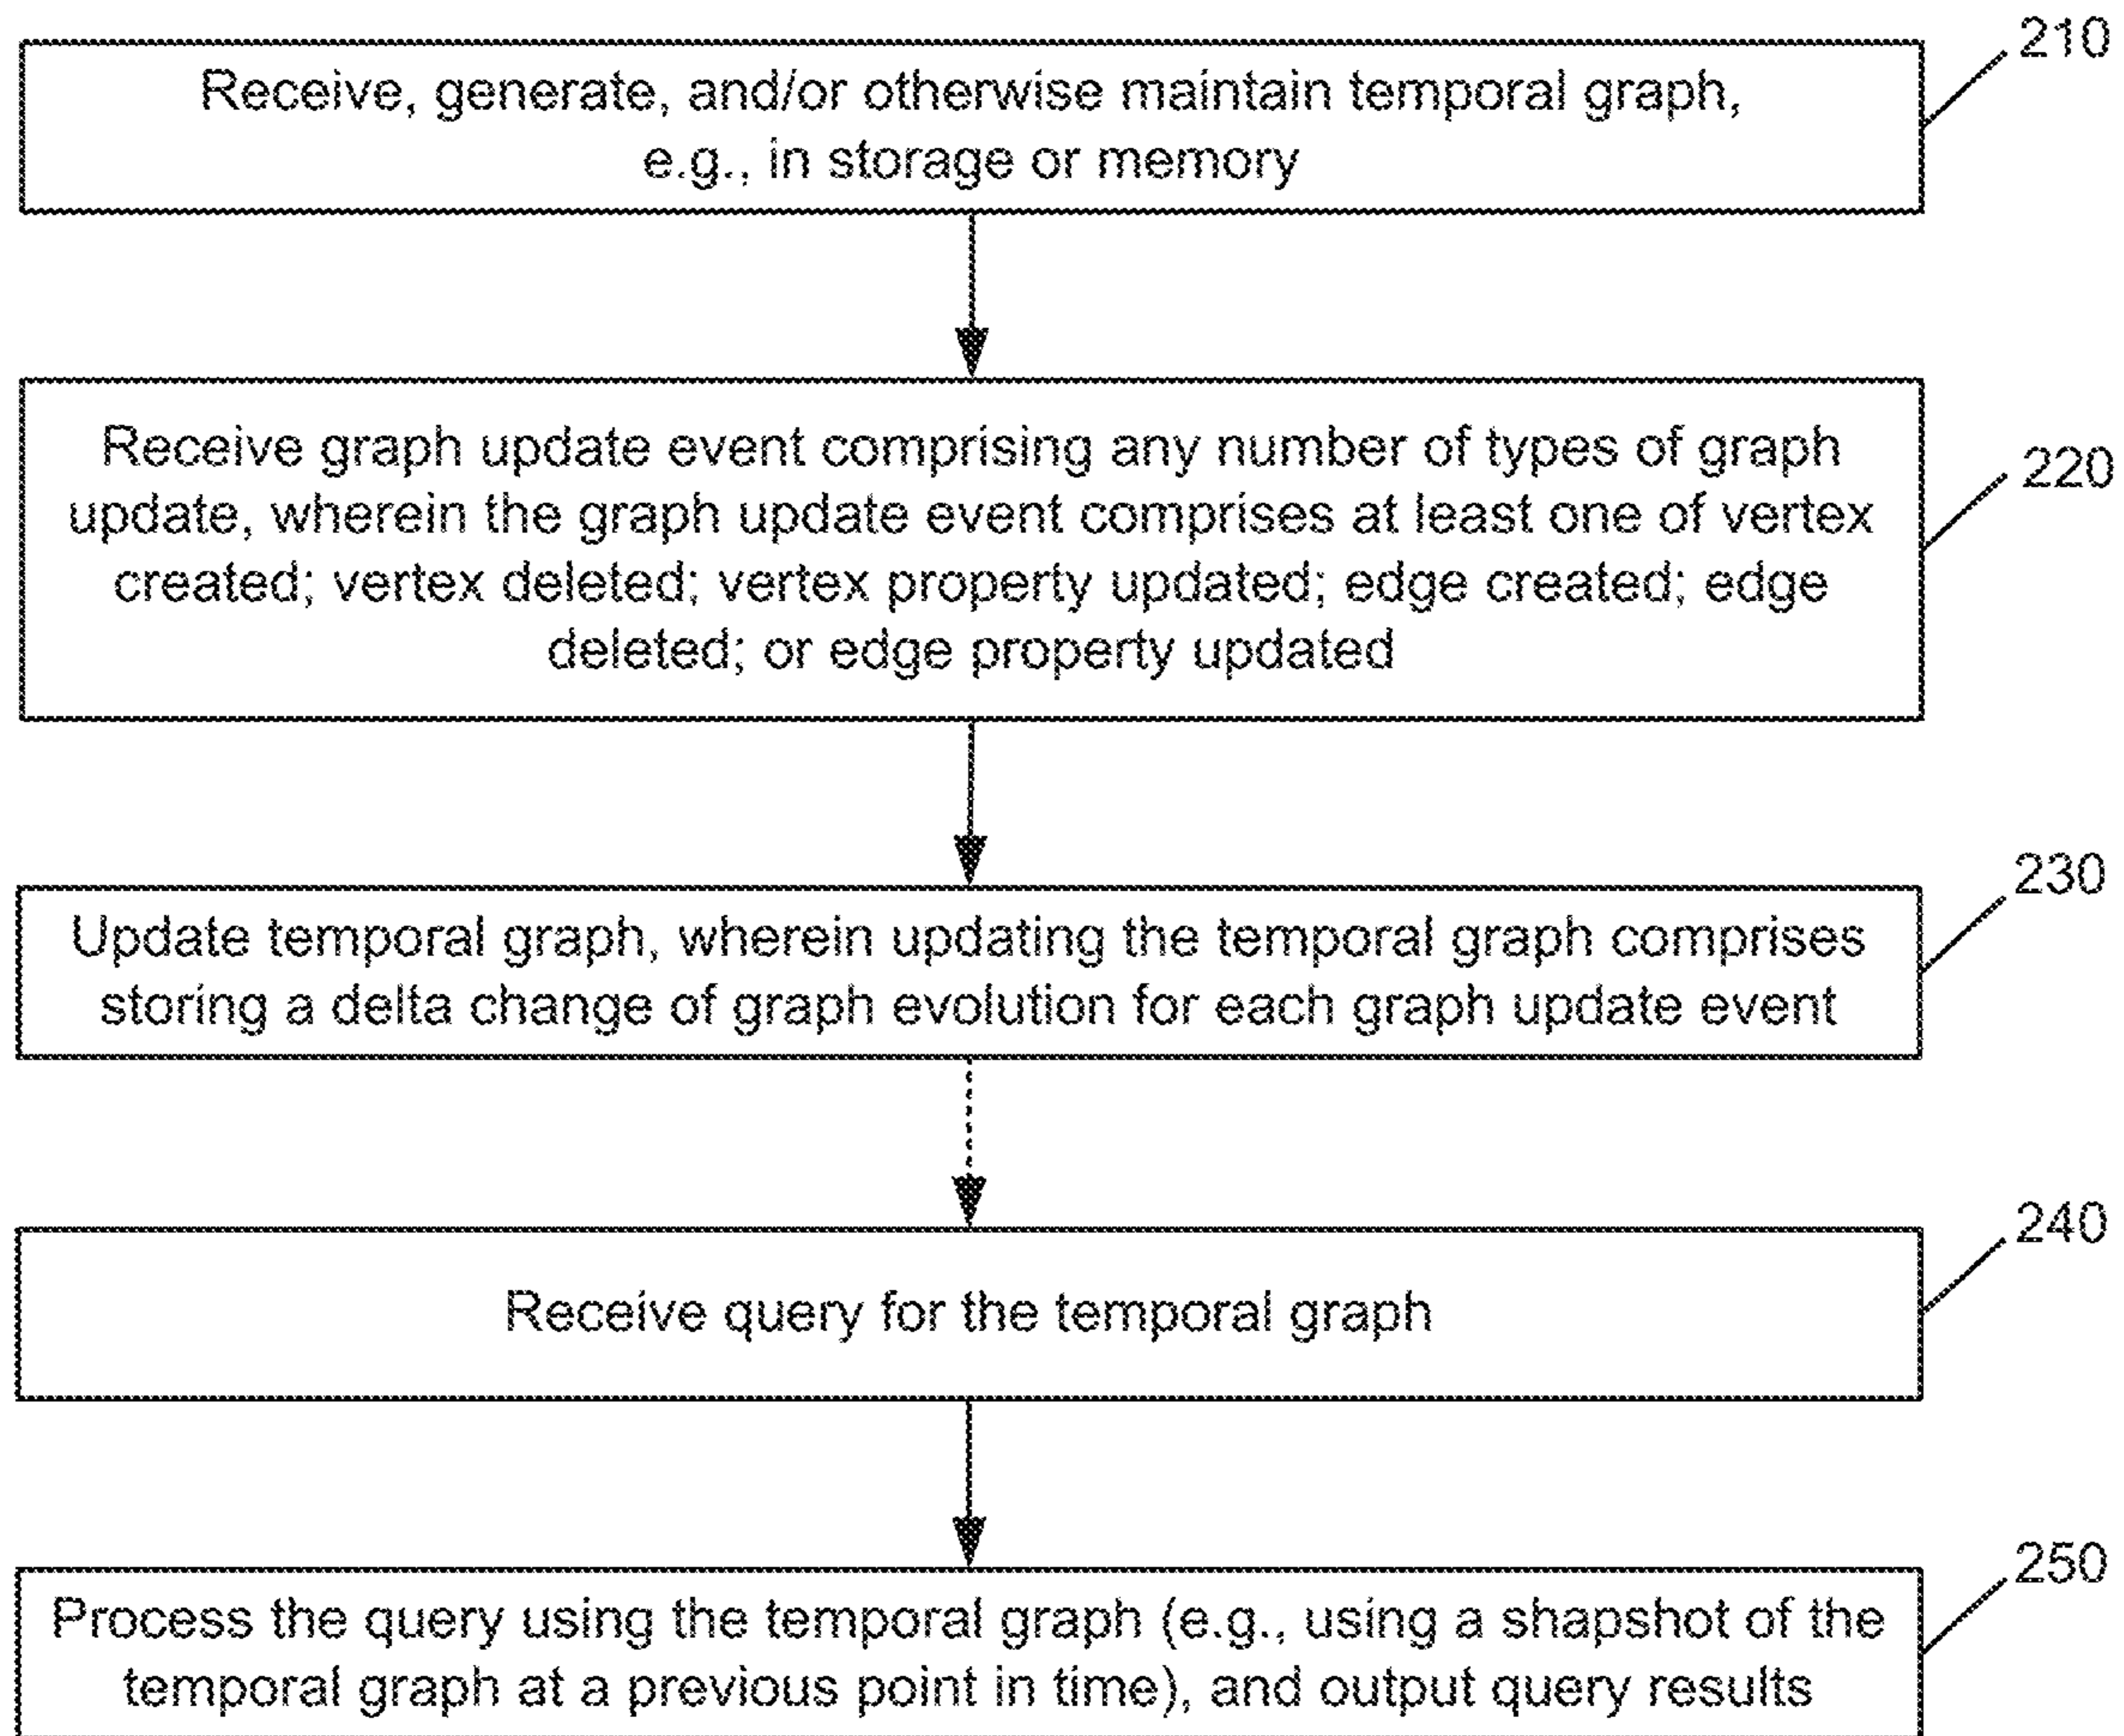 210
Receive, generate, and/or otherwise maintain temporal graph,
e.g., in storage or memory
220
Receive graph update event comprising any number of types of graph
update, wherein the graph update event comprises at least one of vertex
created; vertex deleted; vertex property updated; edge created; edge
deleted; or edge property updated
230
Update temporal graph, wherein updating the temporal graph comprises
storing a delta change of graph evolution for each graph update event
240
Receive query for the temporal graph
250
Process the query using the temporal graph (e.g., using a shapshot of the
temporal graph at a previous point in time), and output query results